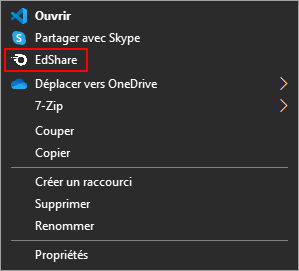 Ouvrir
Partager avec Skype
EdShare
Déplacer vers OneDrive
7-Zip
Couper
Copier
Créer un raccourci
Supprimer
Renommer
Propriétés